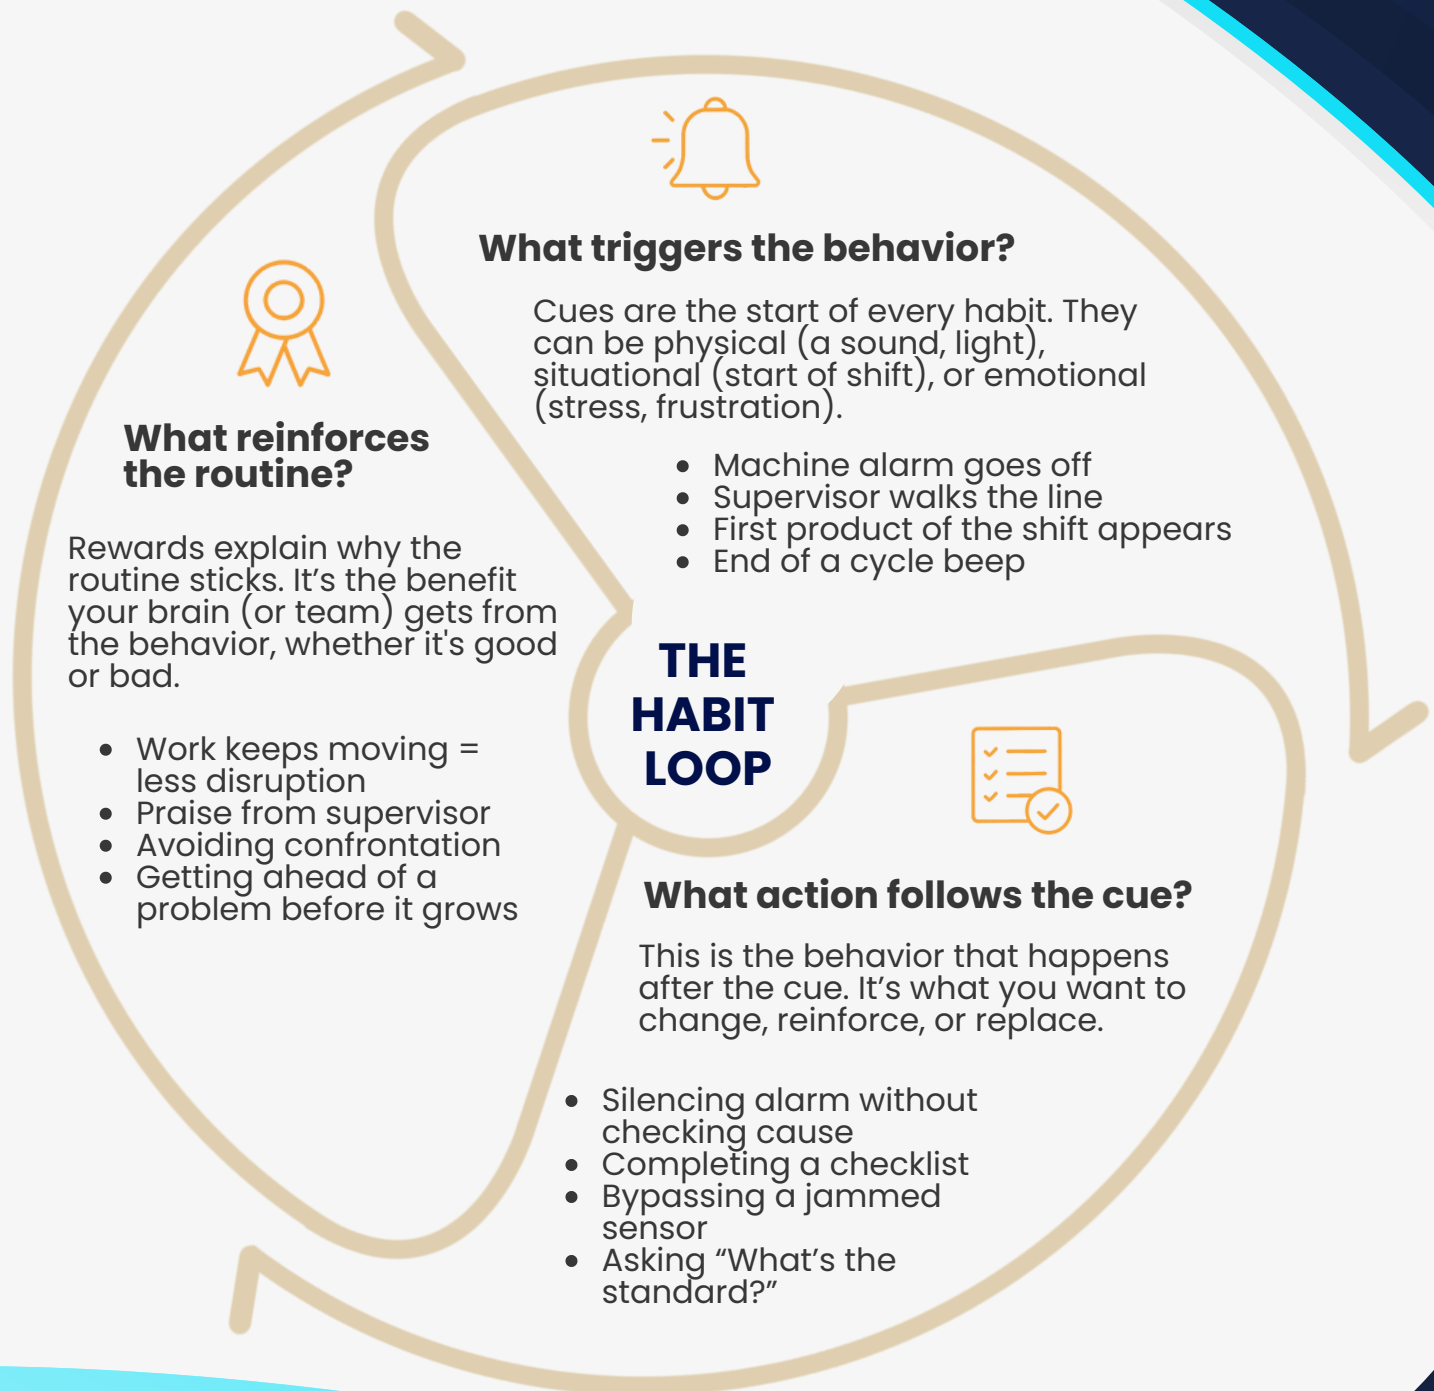 What triggers the behavior?
Cues are the start of every habit. They
can be physical (a sound, light),
situational (start of shift), or emotional
(stress, frustration).
• Machine alarm goes off
• Supervisor walks the line
• First product of the shift appears
• End of a cycle beep
What reinforces
the routine?
Rewards explain why the
routine sticks. It’s the benefit
your brain (or team) gets from
the behavior, whether it's good
or bad.
• Work keeps moving =
less disruption
• Praise from supervisor
• Avoiding confrontation
• Getting ahead of a
problem before it grows
THE
HABIT
LOOP
What action follows the cue?
This is the behavior that happens
after the cue. It’s what you want to
change, reinforce, or replace.
• Silencing alarm without
checking cause
• Completing a checklist
• Bypassing a jammed
sensor
• Asking “What’s the
standard?”